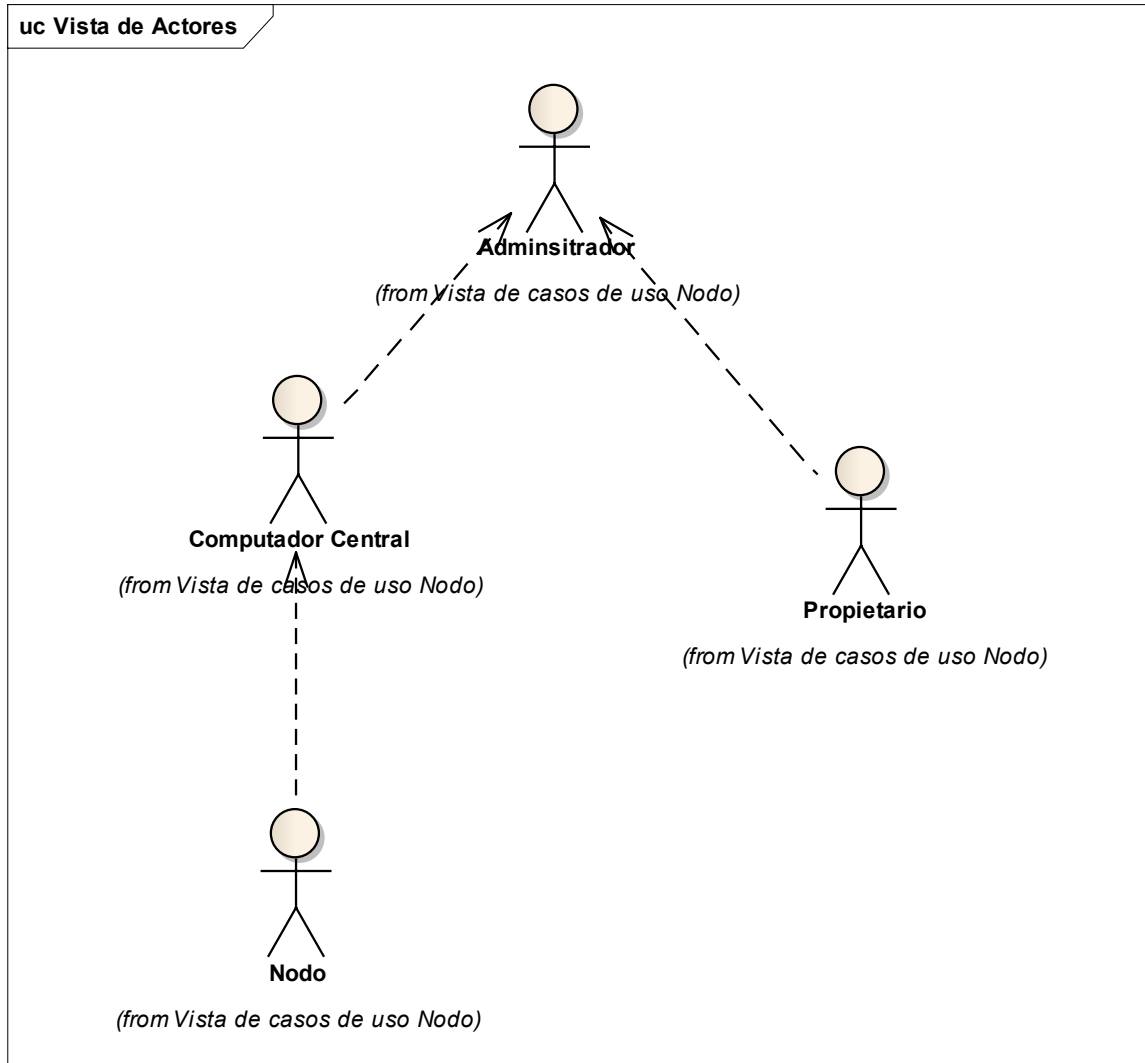 uc Vista de Actores
Adminsitrador
(from Vista de casos de uso Nodo)
Computador Central
(from Vista de casos de uso Nodo)
Propietario
(from Vista de casos de uso Nodo)
Nodo
(from Vista de casos de uso Nodo)